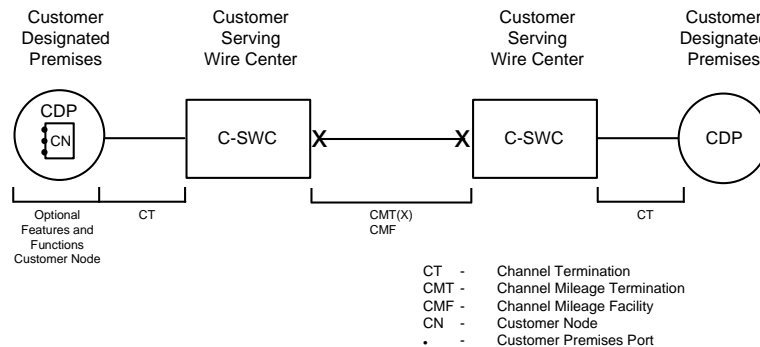 Customer
Designated
Premises
Customer
Serving
Wire Center
Customer
Serving
Wire Center
Customer
Designated
Premises
CDP
CN
C-SWC
X
X
C-SWC
CDP
Optional
Features and
Functions
Customer Node
CT
CMT(X)
CMF
CT
CT - Channel Termination
CMT - Channel Mileage Termination
CMF - Channel Mileage Facility
CN - Customer Node
• - Customer Premises Port